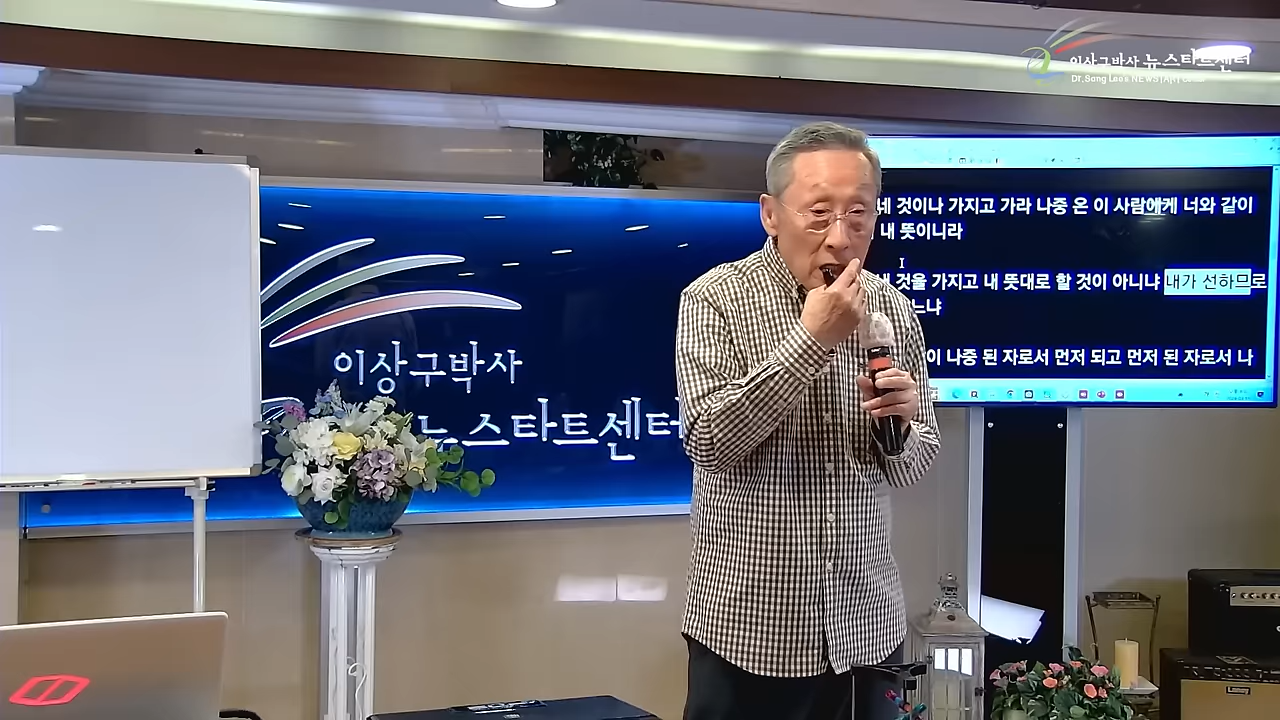 이상구박사 뉴스타트센터
Dr.Sang Lee's NEWSTART Center
네 것이나 가지고 가라 나중 온 이 사람에게 너와 같이
내 뜻이니라
내 것을 가지고 내 뜻대로 할 것이 아니냐 내가 선하므로
느냐
이 나중 된 자로서 먼저 되고 먼저 된 자로서 나
이상구박사
뉴스타트센터
Laney